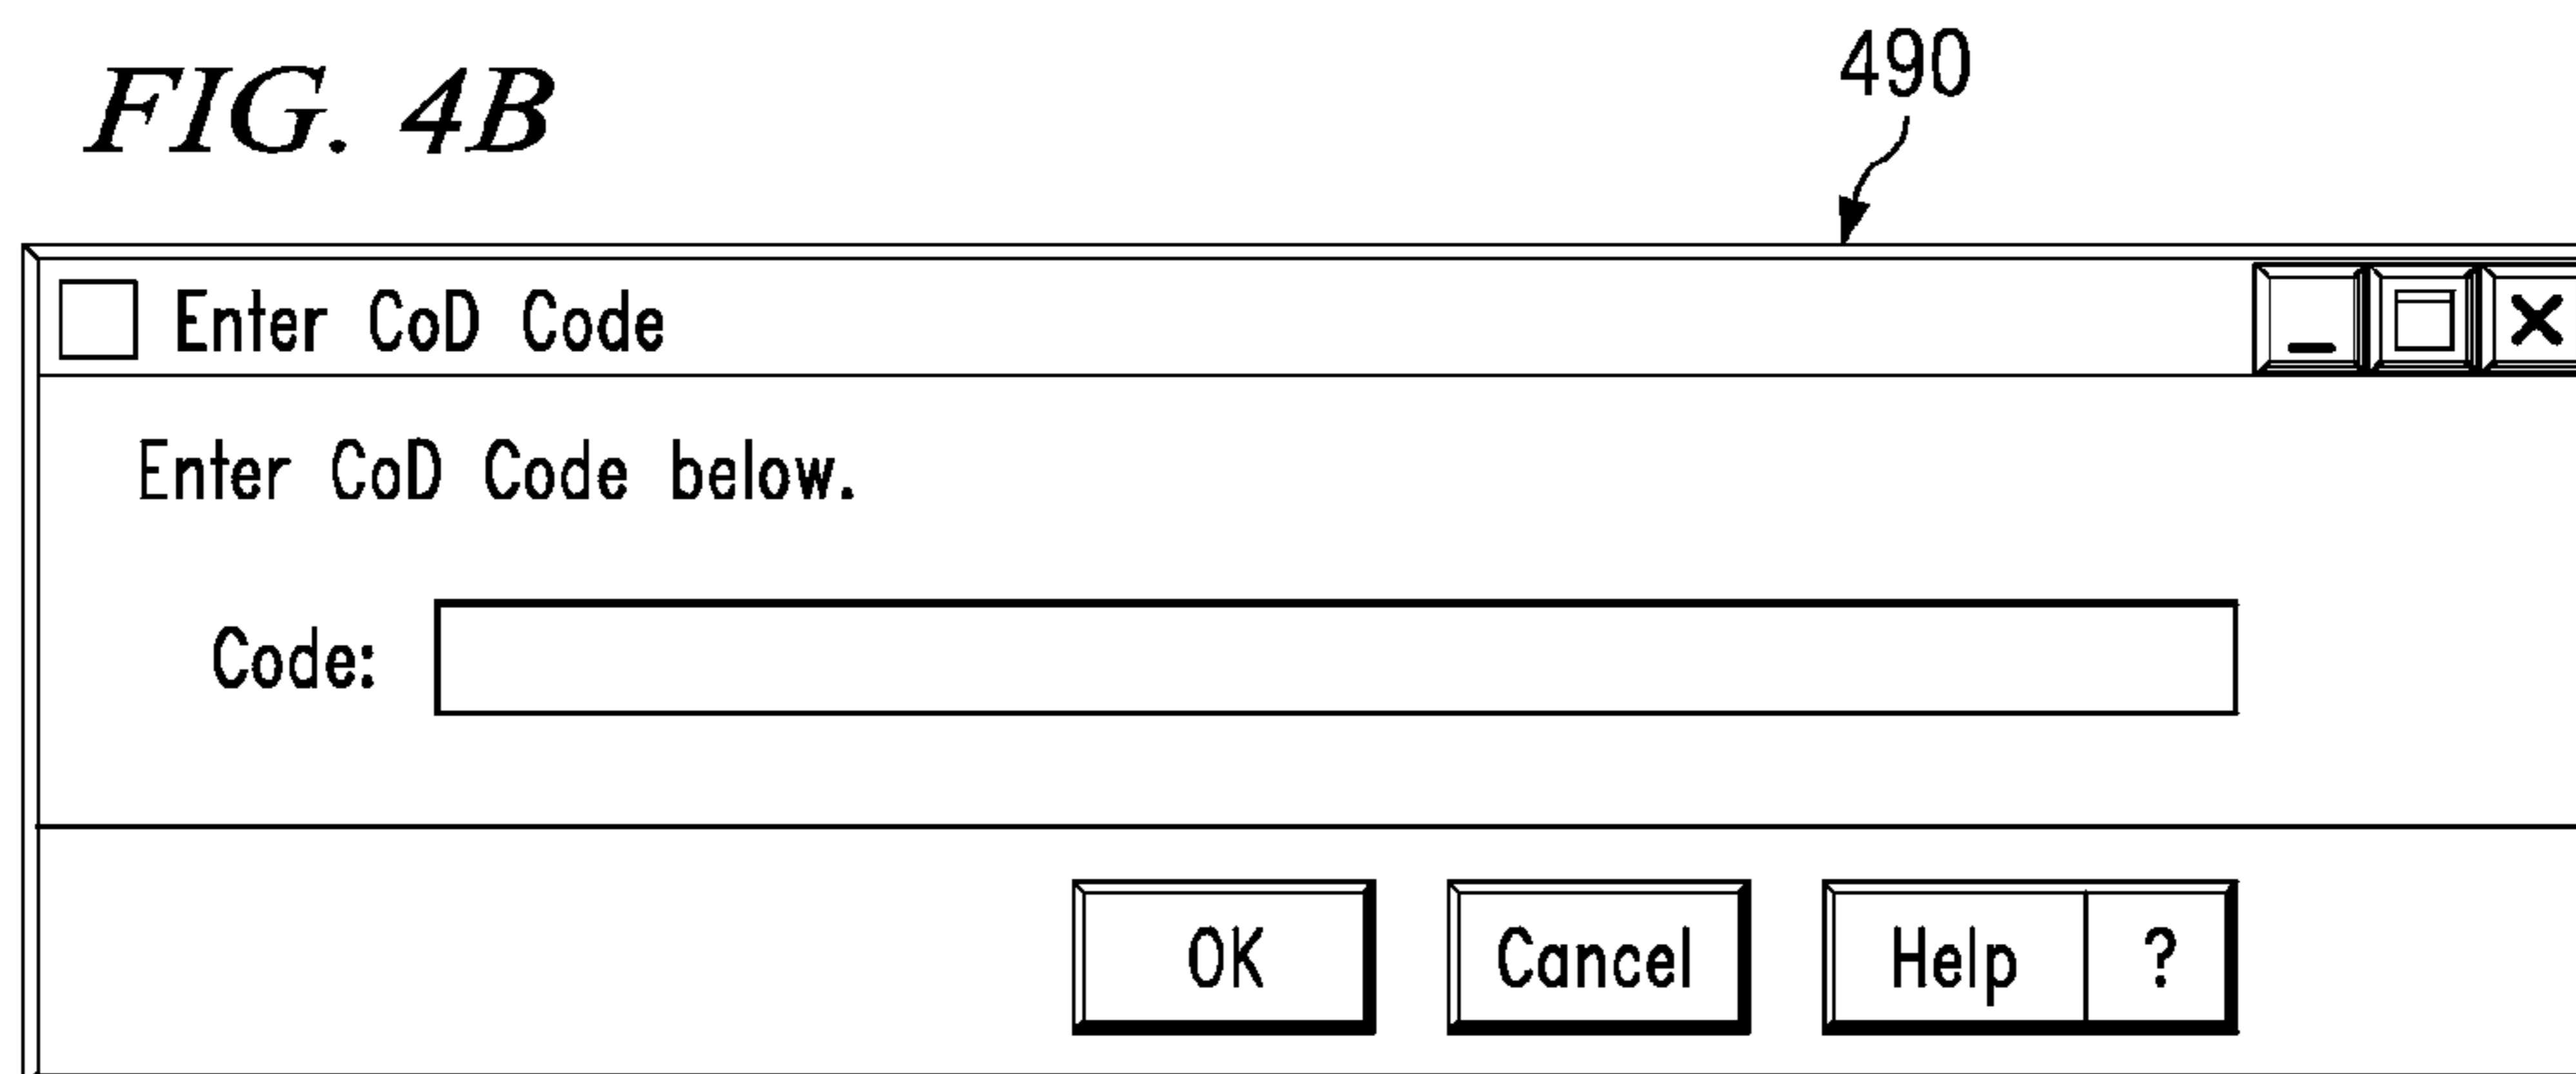 FIG. 4B
490
Enter CoD Code
Enter CoD Code below.
Code:
OK Cancel Help ?